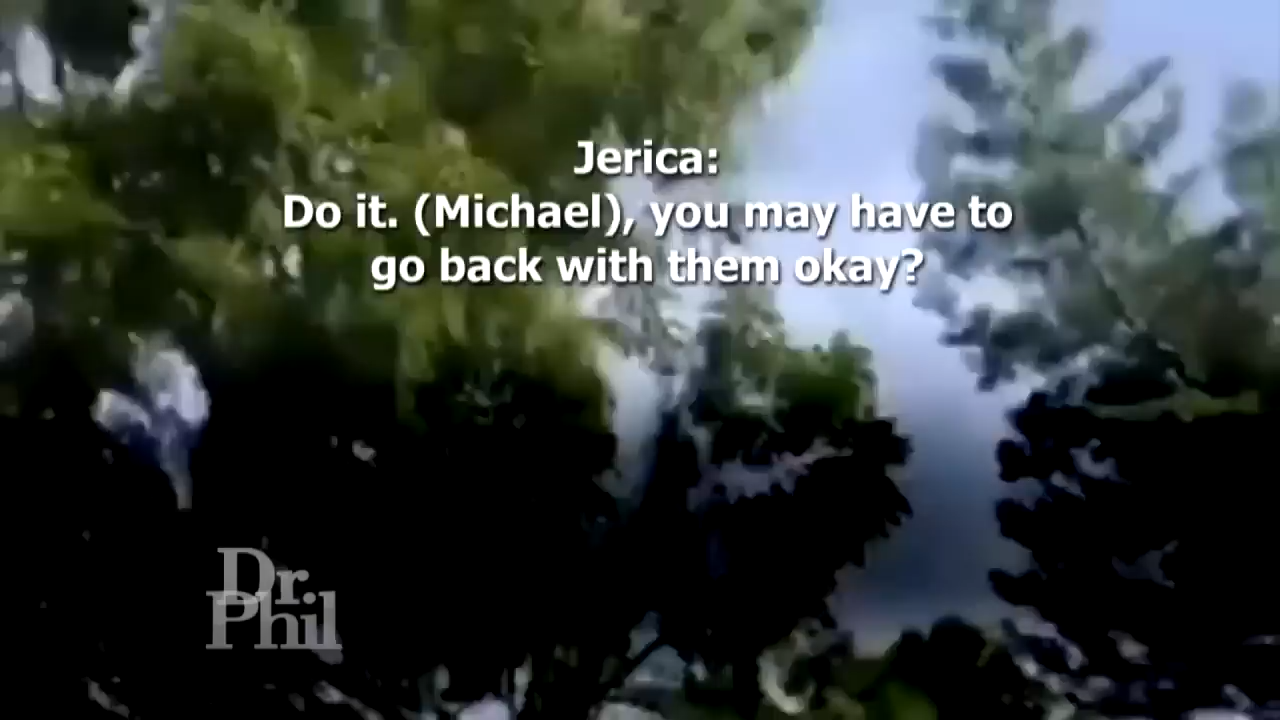 Jerica:
Do it. (Michael), you may have to
go back with them okay?
Dr.
Phil